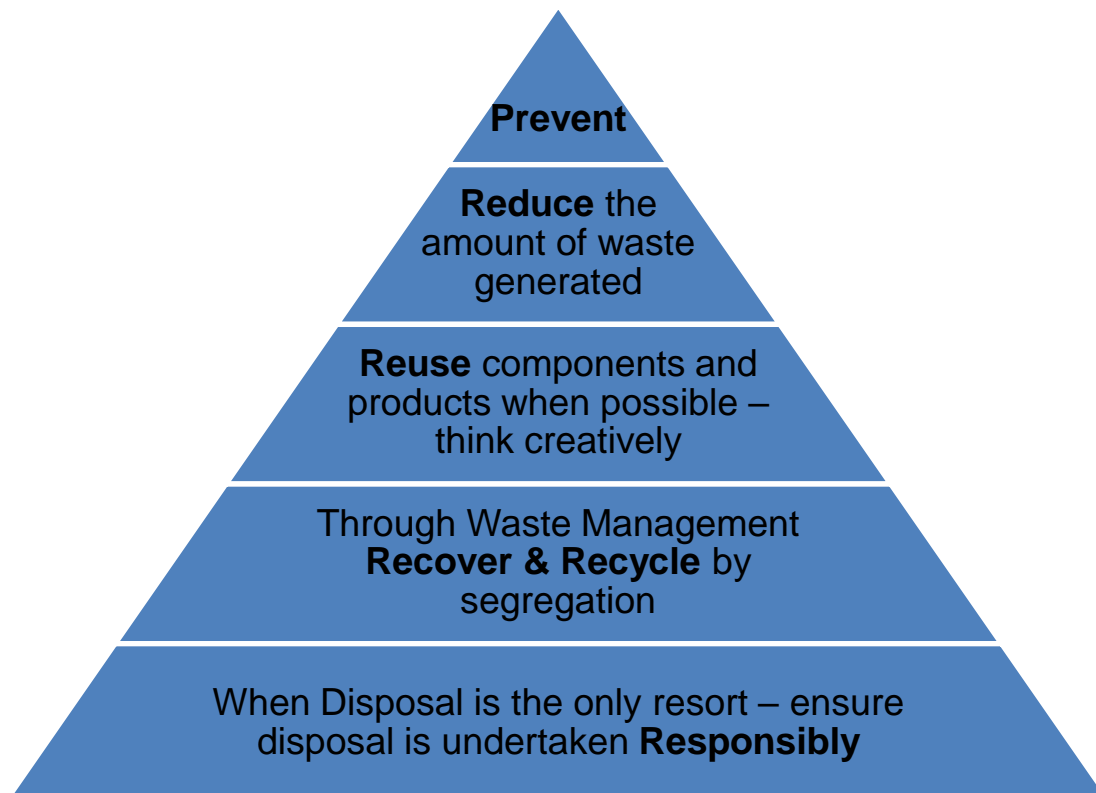 Prevent
Reduce the
amount of waste
generated
Reuse components and
products when possible –
think creatively
Through Waste Management
Recover & Recycle by
segregation
When Disposal is the only resort – ensure
disposal is undertaken Responsibly